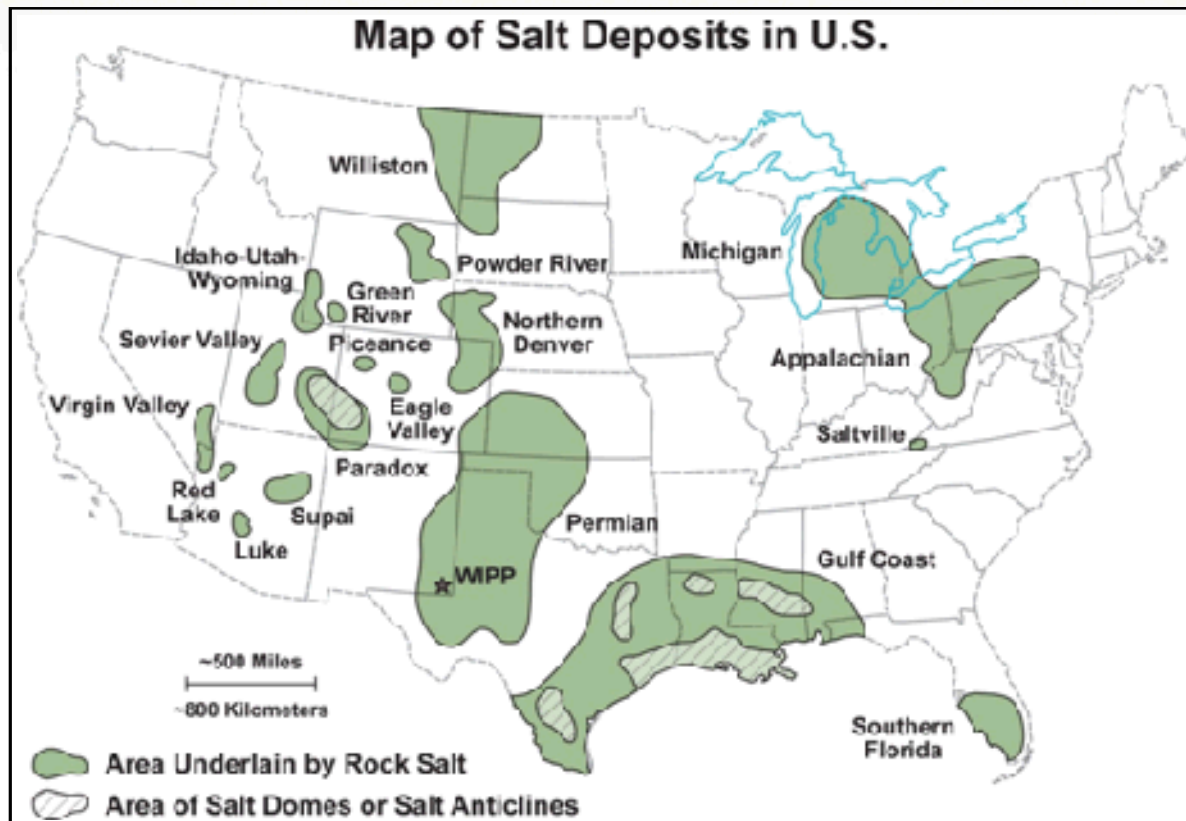 Map of Salt Deposits in U.S.
Williston
Michigan
Idaho-Utah-
Wyoming
Powder River
Green
River
Northern
Denver
Sevier Valley
Piceance
Appalachian
Virgin Valley
Eagle
Valley
Saltville
Paradox
Red
Lake
Supai
Permian
Luke
Gulf Coast
WIPP
~500 Miles
~800 Kilometers
Southern
Florida
Area Underlain by Rock Salt
Area of Salt Domes or Salt Anticlines